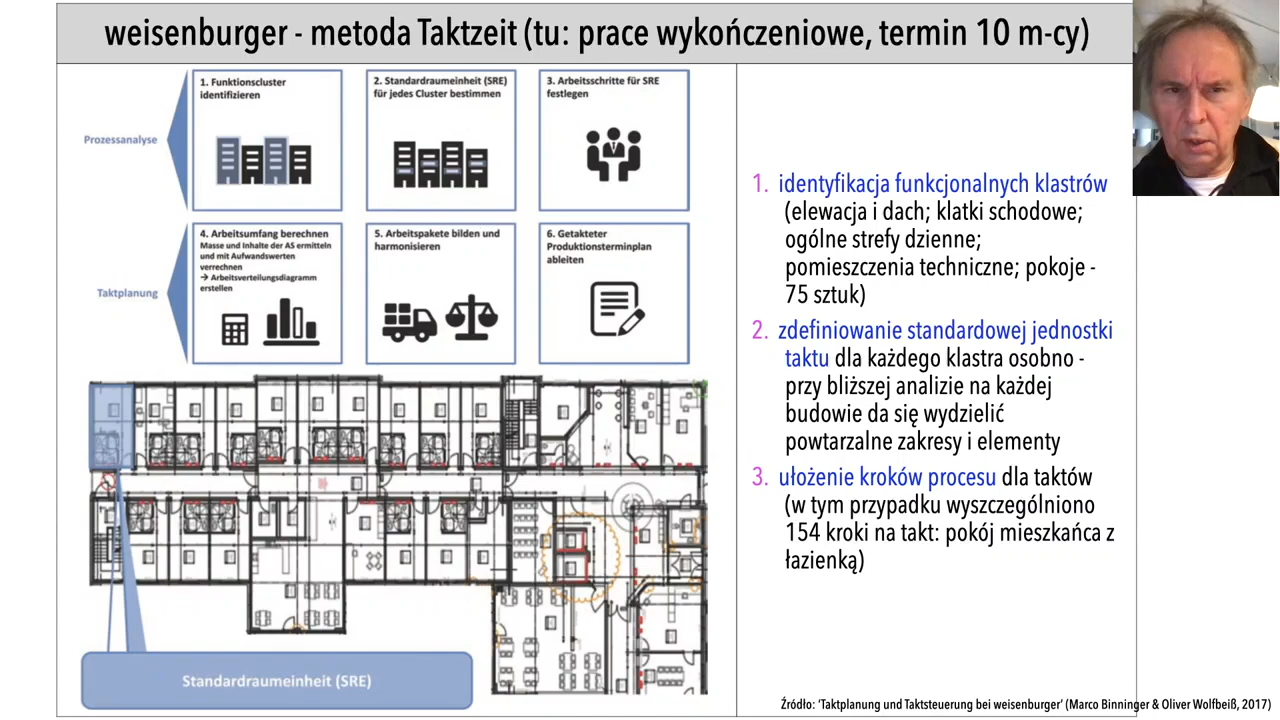 weisenburger - metoda Taktzeit (tu: prace wykończeniowe, termin 10 m-cy)
Prozessanalyse
1. Funktionscluster
identifizieren
2. Standardraumeinheit (SRE)
für jedes Cluster bestimmen
3. Arbeitsschritte für SRE
festlegen
Taktplanung
4. Arbeitsumfang berechnen
Masse und Inhalte der AS ermitteln
und mit Aufwandswerten
verrechnen
→ Arbeitsverteilungsdiagramm
erstellen
5. Arbeitspakete bilden und
harmonisieren
6. Getakteter
Produktionsterminplan
ableiten
Standardraumeinheit (SRE)
1. identyfikacja funkcjonalnych klastrów
(elewacja i dach; klatki schodowe;
ogólne strefy dzienne;
pomieszczenia techniczne; pokoje -
75 sztuk)
2. zdefiniowanie standardowej jednostki
taktu dla każdego klastra osobno -
przy bliższej analizie na każdej
budowie da się wydzielić
powtarzalne zakresy i elementy
3. ułożenie kroków procesu dla taktów
(w tym przypadku wyszczególniono
154 kroki na takt: pokój mieszkańca z
łazienką)
Źródło: 'Taktplanung und Taktsteuerung bei weisenburger' (Marco Binninger & Oliver Wolfbeiß, 2017)